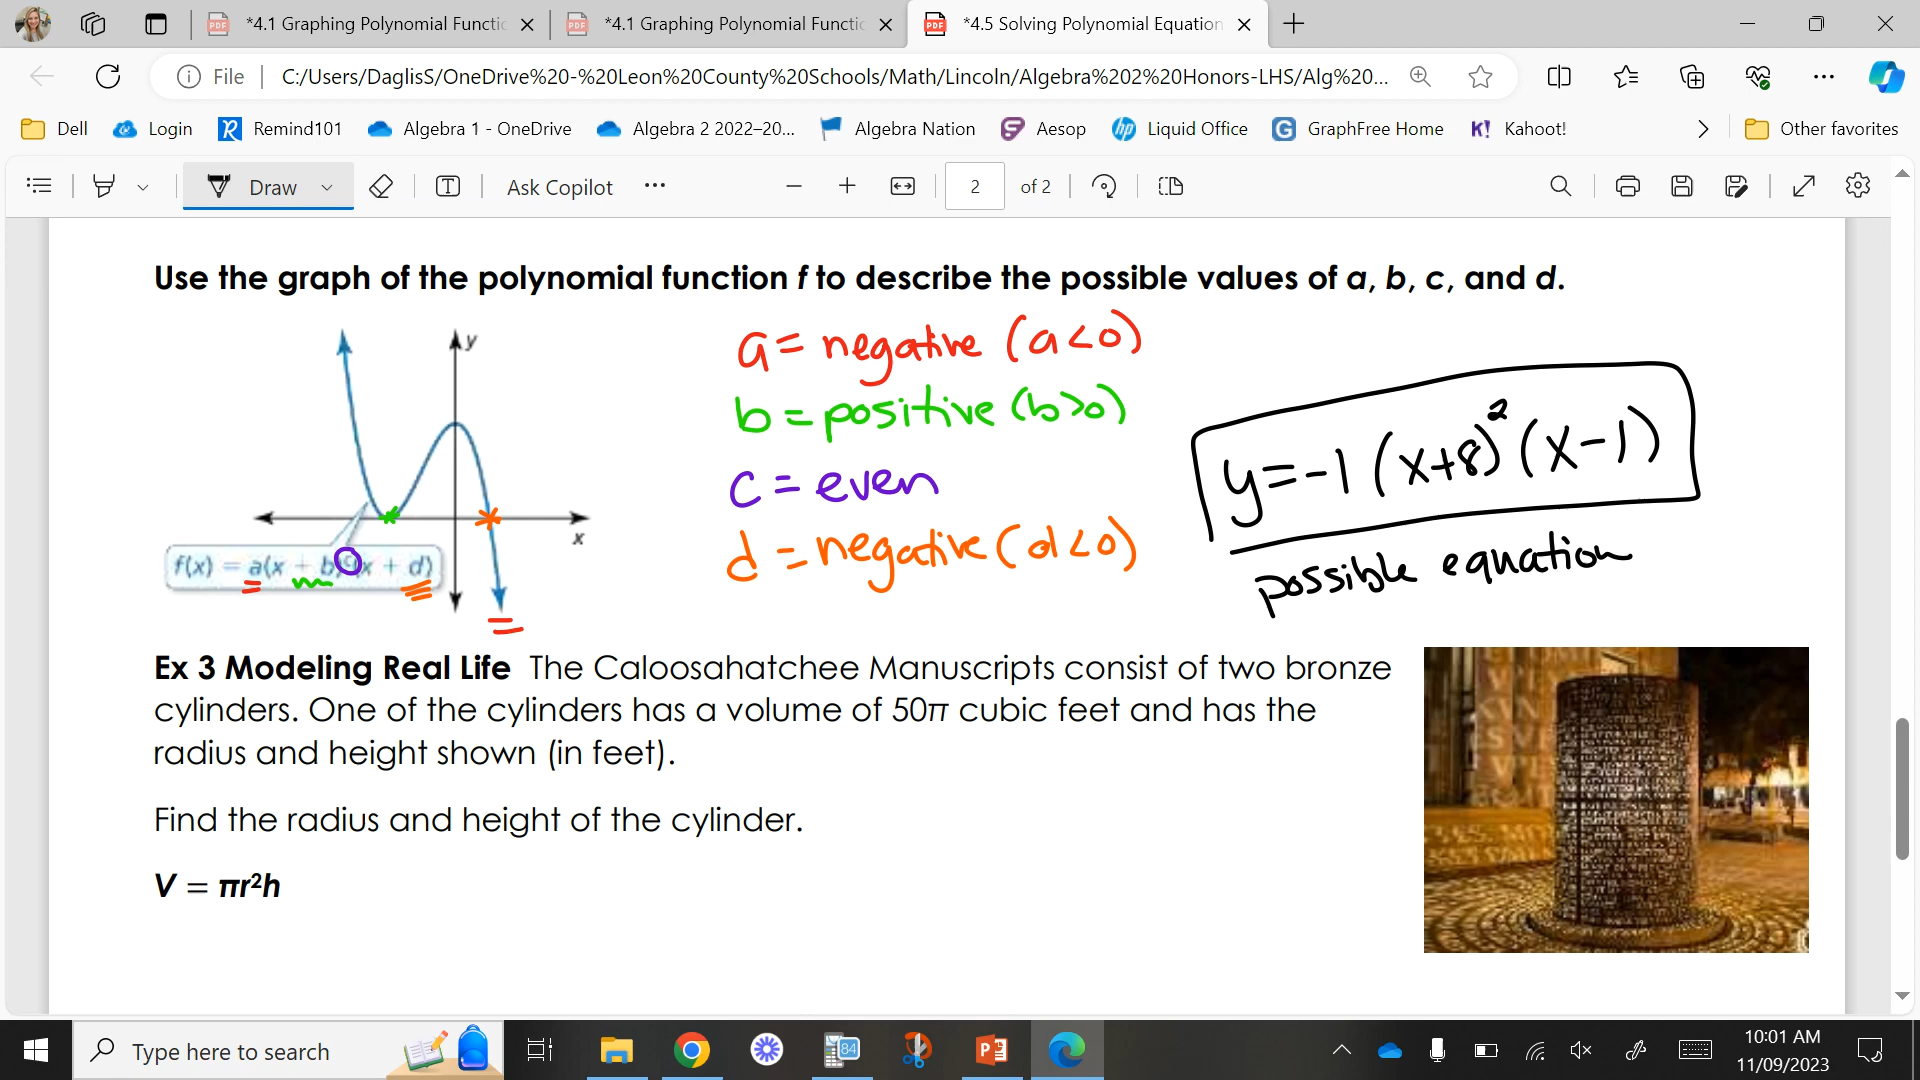 *4.1 Graphing Polynomial Functio
*4.1 Graphing Polynomial Functio
*4.5 Solving Polynomial Equation
File
C:/Users/DaglisS/OneDrive%20-%20Leon%20County%20Schools/Math/Lincoln/Algebra%202%20Honors-LHS/Alg%20...
Dell Login Remind101 Algebra 1 - OneDrive Algebra 2 2022-20... Algebra Nation Aesop Liquid Office GraphFree Home Kahoot! Other favorites
Draw Ask Copilot 2 of 2
Use the graph of the polynomial function f to describe the possible values of a, b, c, and d.
y
x
f(x) = a(x + b)ᶜ(x + d)
a = negative (a<0)
b = positive (b>0)
c = even
d = negative (d<0)
y=-1(x+8)²(x-1)
possible equation
Ex 3 Modeling Real Life The Caloosahatchee Manuscripts consist of two bronze
cylinders. One of the cylinders has a volume of 50π cubic feet and has the
radius and height shown (in feet).
Find the radius and height of the cylinder.
V = πr²h
Type here to search
84
10:01 AM
11/09/2023